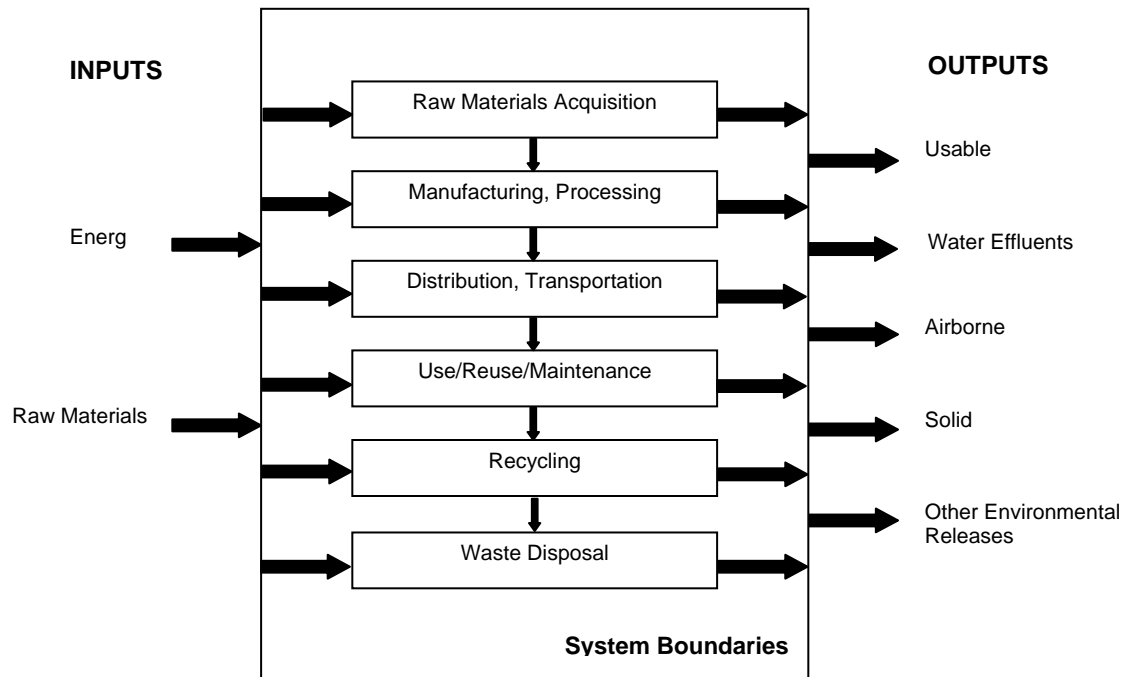 INPUTS
OUTPUTS
Raw Materials Acquisition
Usable
Manufacturing, Processing
Energ
Water Effluents
Distribution, Transportation
Airborne
Use/Reuse/Maintenance
Raw Materials
Solid
Recycling
Other Environmental
Releases
Waste Disposal
System Boundaries